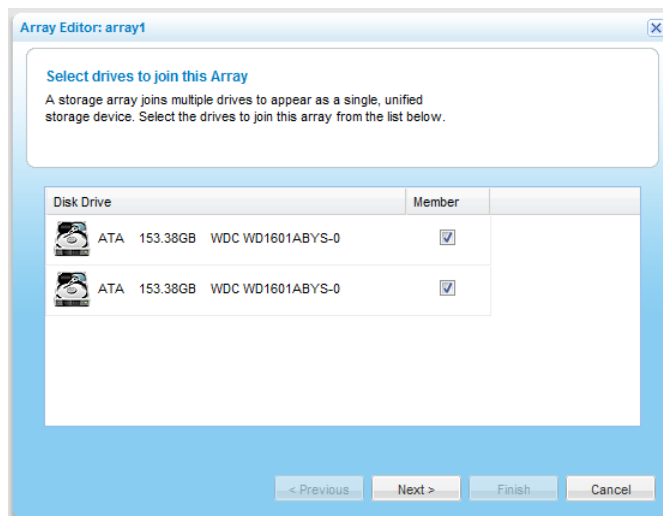 Array Editor: array1
Select drives to join this Array
A storage array joins multiple drives to appear as a single, unified
storage device. Select the drives to join this array from the list below.
Disk Drive Member
ATA 153.38GB WDC WD1601ABYS-0
ATA 153.38GB WDC WD1601ABYS-0
< Previous Next > Finish Cancel